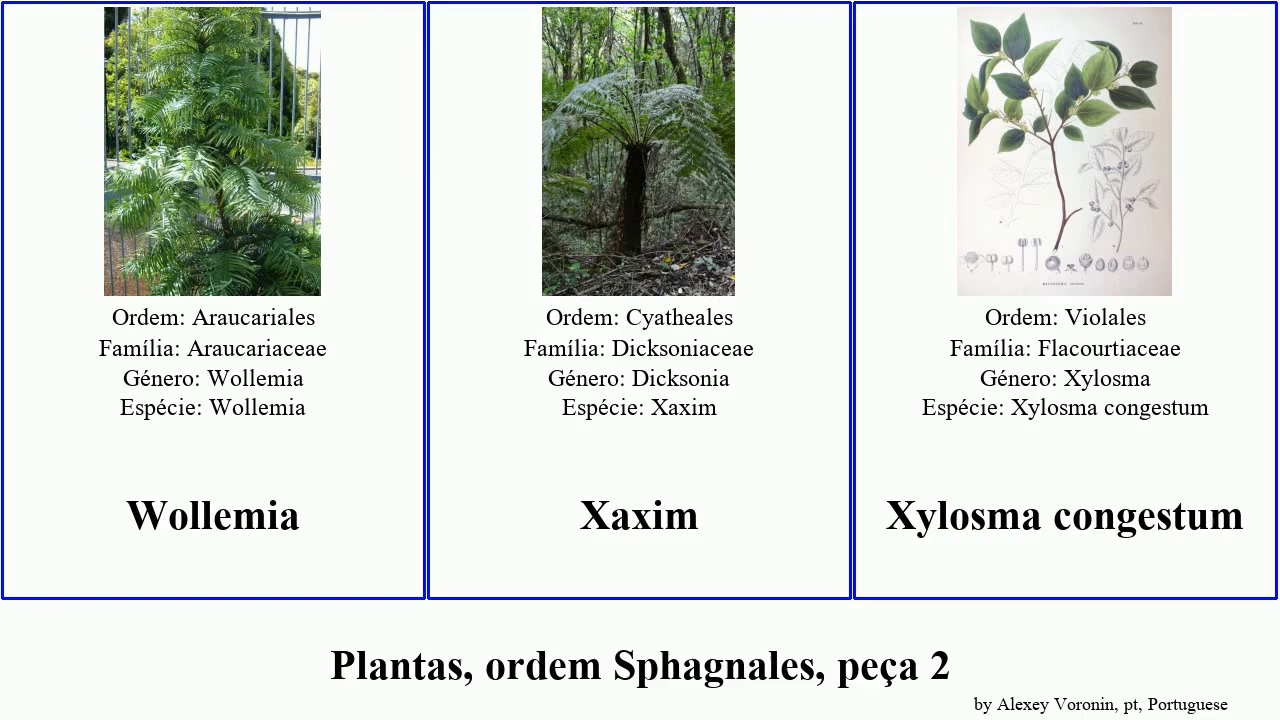 Ordem: Araucariales
Família: Araucariaceae
Género: Wollemia
Espécie: Wollemia
Wollemia
Ordem: Cyatheales
Família: Dicksoniaceae
Género: Dicksonia
Espécie: Xaxim
Xaxim
Ordem: Violales
Família: Flacourtiaceae
Género: Xylosma
Espécie: Xylosma congestum
Xylosma congestum
Plantas, ordem Sphagnales, peça 2
by Alexey Voronin, pt, Portuguese